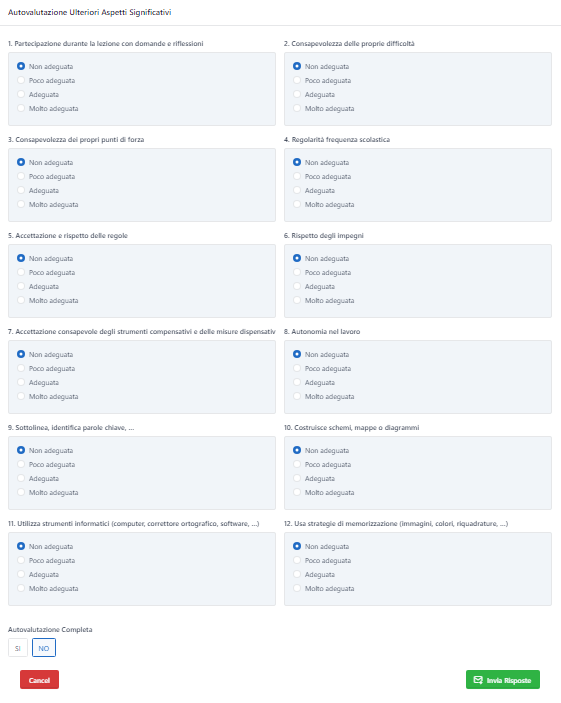 Autovalutazione Ulteriori Aspetti Significativi
1. Partecipazione durante la lezione con domande e riflessioni
Non adeguata
Poco adeguata
Adeguata
Molto adeguata
2. Consapevolezza delle proprie difficoltà
Non adeguata
Poco adeguata
Adeguata
Molto adeguata
3. Consapevolezza dei propri punti di forza
Non adeguata
Poco adeguata
Adeguata
Molto adeguata
4. Regolarità frequenza scolastica
Non adeguata
Poco adeguata
Adeguata
Molto adeguata
5. Accettazione e rispetto delle regole
Non adeguata
Poco adeguata
Adeguata
Molto adeguata
6. Rispetto degli impegni
Non adeguata
Poco adeguata
Adeguata
Molto adeguata
7. Accettazione consapevole degli strumenti compensativi e delle misure dispensativ
Non adeguata
Poco adeguata
Adeguata
Molto adeguata
8. Autonomia nel lavoro
Non adeguata
Poco adeguata
Adeguata
Molto adeguata
9. Sottolinea, identifica parole chiave, ...
Non adeguata
Poco adeguata
Adeguata
Molto adeguata
10. Costruisce schemi, mappe o diagrammi
Non adeguata
Poco adeguata
Adeguata
Molto adeguata
11. Utilizza strumenti informatici (computer, correttore ortografico, software, ...)
Non adeguata
Poco adeguata
Adeguata
Molto adeguata
12. Usa strategie di memorizzazione (immagini, colori, riquadrature, ...)
Non adeguata
Poco adeguata
Adeguata
Molto adeguata
Autovalutazione Completa
SI NO
Cancel Invia Risposte